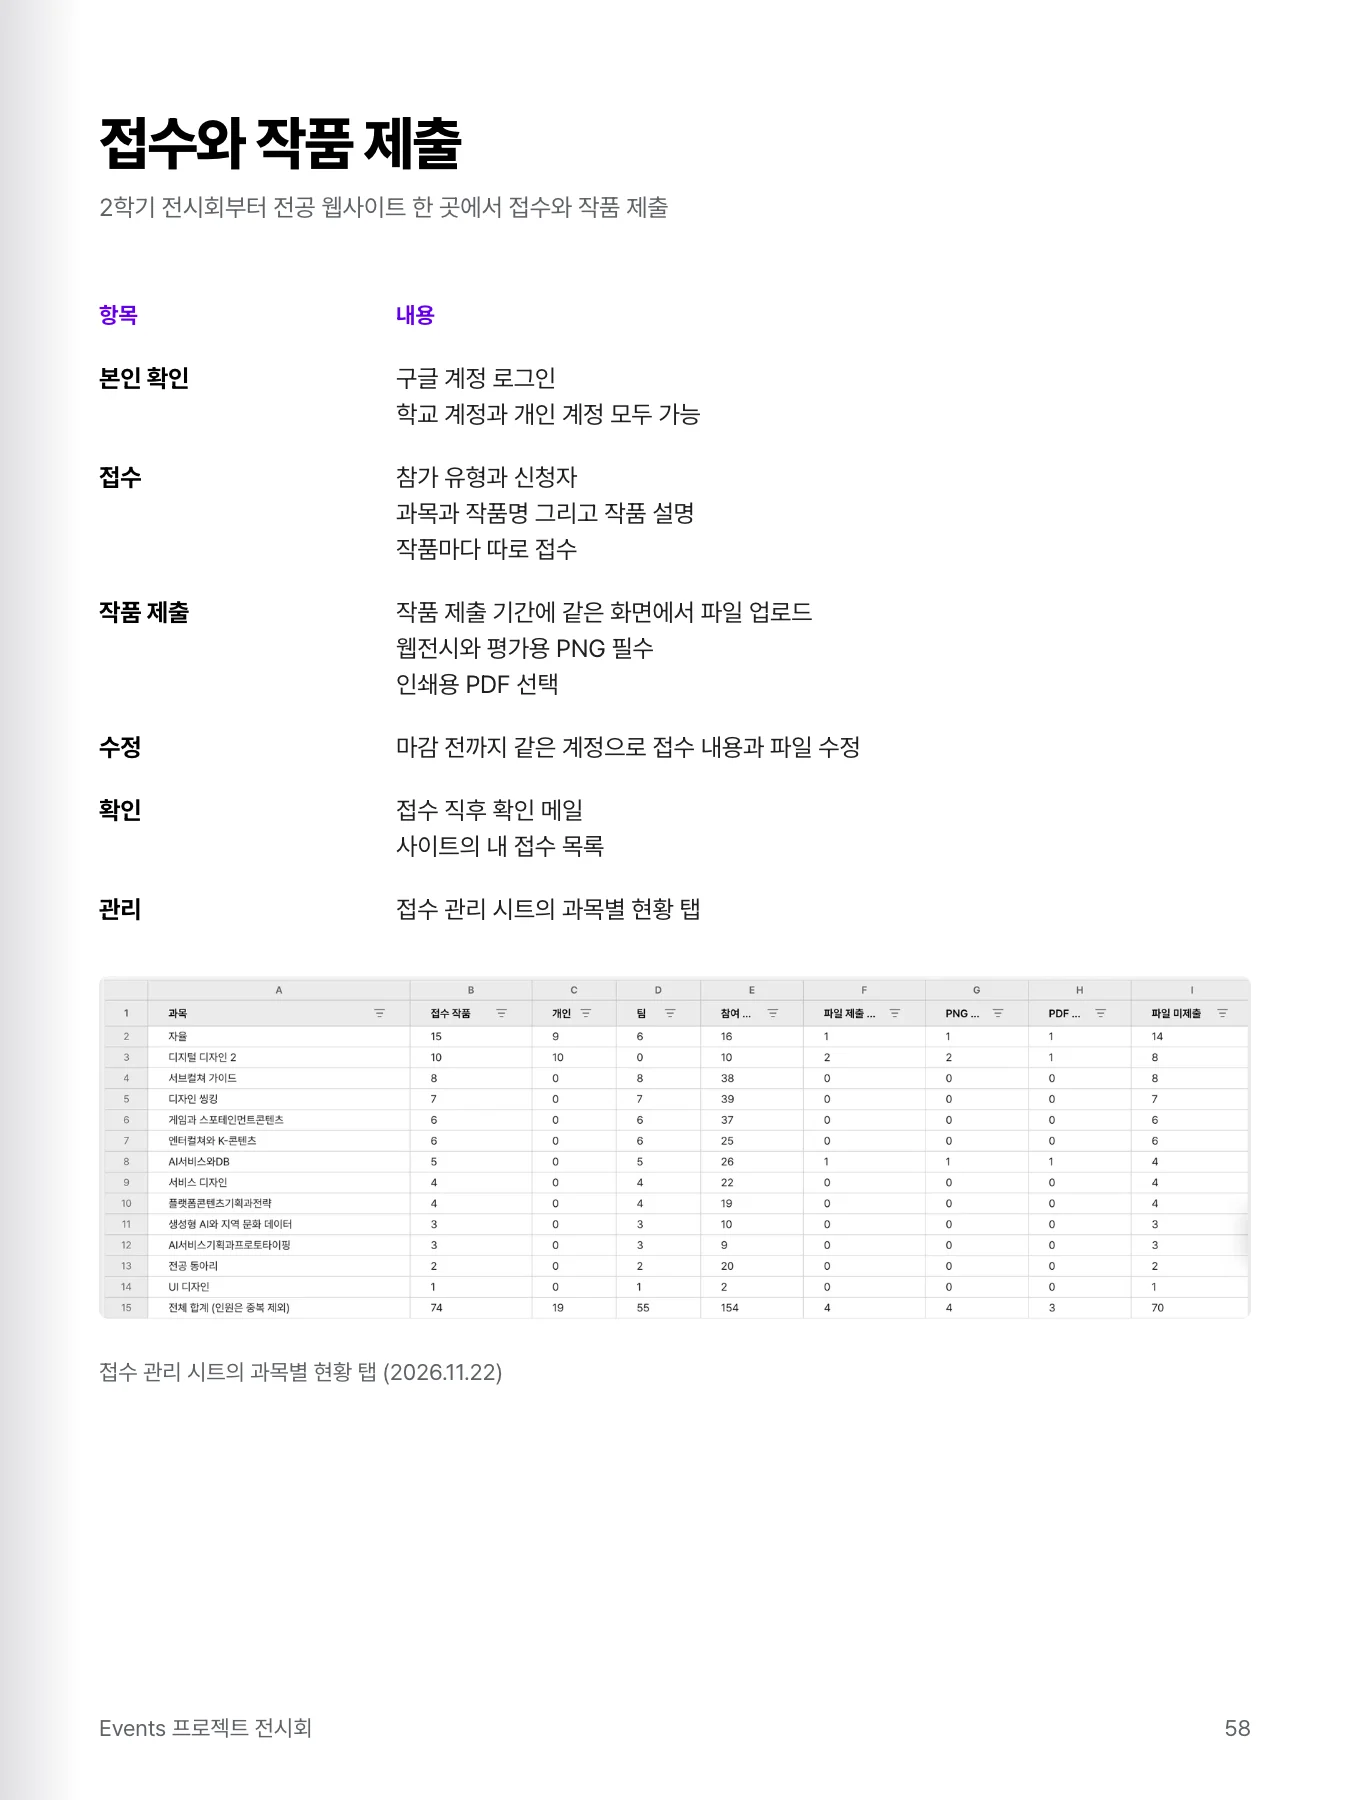 접수와 작품 제출
2학기 전시회부터 전공 웹사이트 한 곳에서 접수와 작품 제출
항목 내용
본인 확인 구글 계정 로그인
학교 계정과 개인 계정 모두 가능
접수 참가 유형과 신청자
과목과 작품명 그리고 작품 설명
작품마다 따로 접수
작품 제출 작품 제출 기간에 같은 화면에서 파일 업로드
웹전시와 평가용 PNG 필수
인쇄용 PDF 선택
수정 마감 전까지 같은 계정으로 접수 내용과 파일 수정
확인 접수 직후 확인 메일
사이트의 내 접수 목록
관리 접수 관리 시트의 과목별 현황 탭
A B C D E F G H I
1 과목 접수 작품 개인 팀 참여 ... 파일 제출 ... PNG ... PDF ... 파일 미제출
2 자율 15 9 6 16 1 1 1 14
3 디지털 디자인 2 10 10 0 10 2 2 1 8
4 서브컬쳐 가이드 8 0 8 38 0 0 0 8
5 디자인 씽킹 7 0 7 39 0 0 0 7
6 게임과 스포테인먼트콘텐츠 6 0 6 37 0 0 0 6
7 엔터컬쳐와 K-콘텐츠 6 0 6 25 0 0 0 6
8 AI서비스와DB 5 0 5 26 1 1 1 4
9 서비스 디자인 4 0 4 22 0 0 0 4
10 플랫폼콘텐츠기획과전략 4 0 4 19 0 0 0 4
11 생성형 AI와 지역 문화 데이터 3 0 3 10 0 0 0 3
12 AI서비스기획과프로토타이핑 3 0 3 9 0 0 0 3
13 전공 동아리 2 0 2 20 0 0 0 2
14 UI 디자인 1 0 1 2 0 0 0 1
15 전체 합계 (인원은 중복 제외) 74 19 55 154 4 4 3 70
접수 관리 시트의 과목별 현황 탭 (2026.11.22)
Events 프로젝트 전시회 58